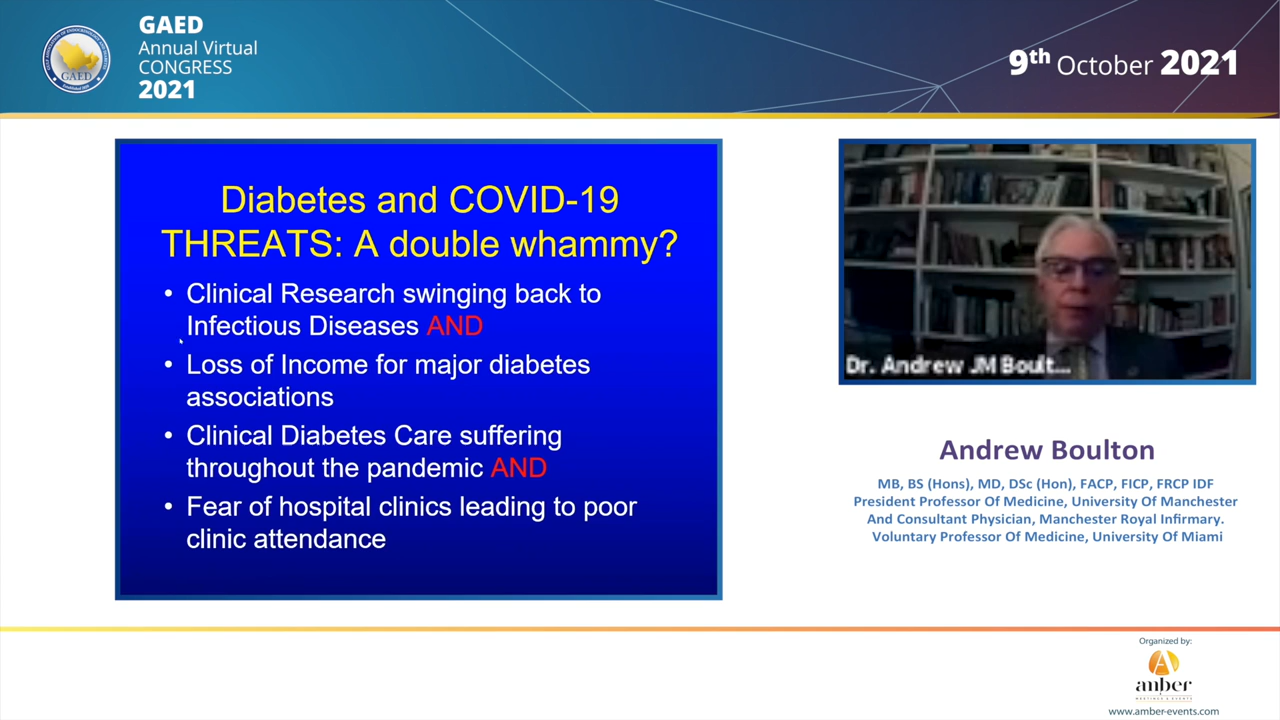 GAED
Annual Virtual
CONGRESS
2021
GAED
9th October 2021
Diabetes and COVID-19
THREATS: A double whammy?
• Clinical Research swinging back to
Infectious Diseases AND
• Loss of Income for major diabetes
associations
• Clinical Diabetes Care suffering
throughout the pandemic AND
• Fear of hospital clinics leading to poor
clinic attendance
Dr. Andrew JM Boult...
Andrew Boulton
MB, BS (Hons), MD, DSc (Hon), FACP, FICP, FRCP IDF
President Professor Of Medicine, University Of Manchester
And Consultant Physician, Manchester Royal Infirmary.
Voluntary Professor Of Medicine, University Of Miami
Organized by:
anber
MEETINGS & EVENTS
www.amber-events.com